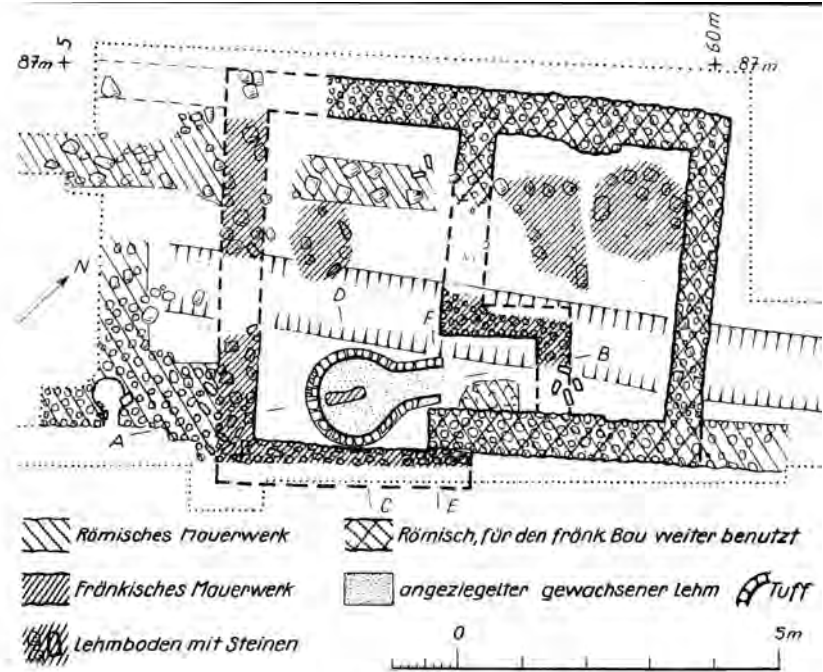 5
60m
87m
87m
N
D
F
B
A
C
E
Römisches Mauerwerk
Römisch, für den fränk. Bau weiter benutzt
Fränkisches Mauerwerk
angeziegelter gewachsener Lehm
Tuff
Lehmboden mit Steinen
0
5m